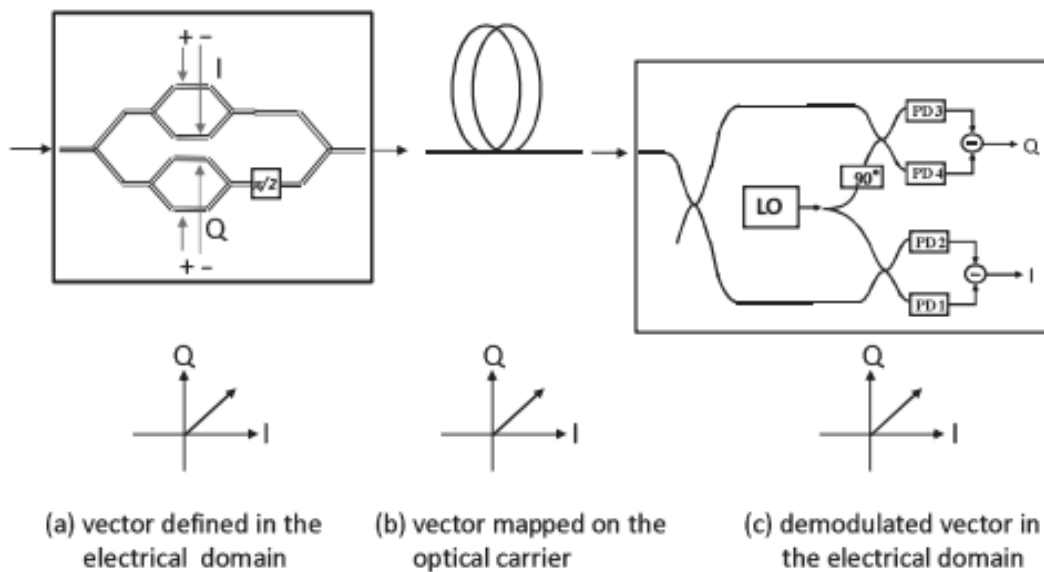 + -
I
π/2
Q
+ -
PD3
PD4
Q
90°
LO
PD2
PD1
I
Q
I
Q
I
Q
I
(a) vector defined in the
electrical domain
(b) vector mapped on the
optical carrier
(c) demodulated vector in
the electrical domain